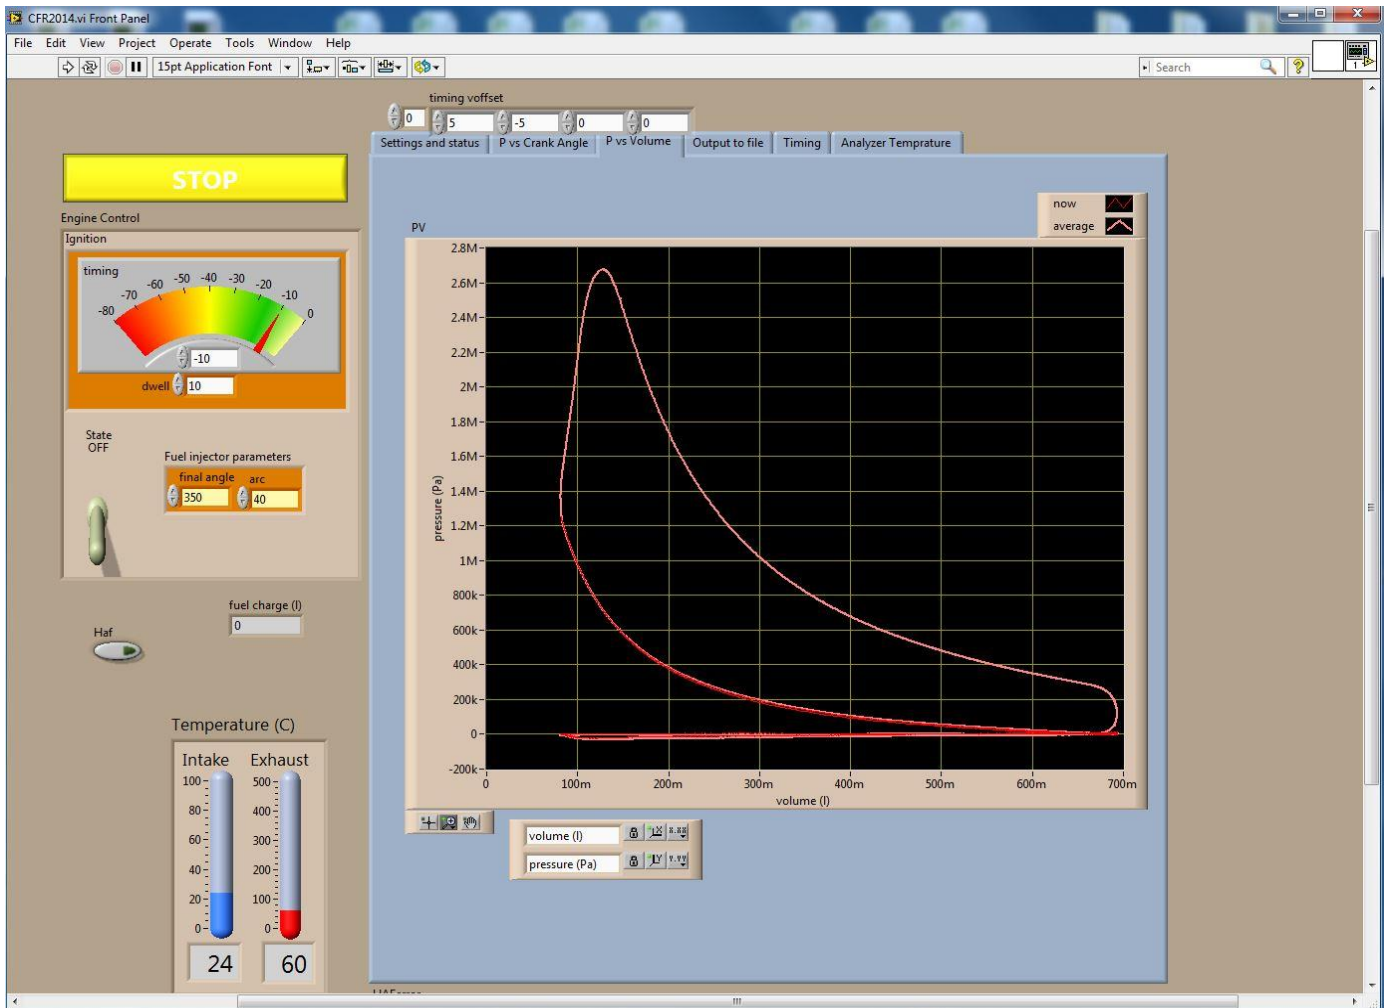 CFR2014.vi Front Panel
File Edit View Project Operate Tools Window Help
15pt Application Font
Search
1
timing voffset
0 5 -5 0 0
Settings and status P vs Crank Angle P vs Volume Output to file Timing Analyzer Temprature
STOP
Engine Control
Ignition
timing
-80 -70 -60 -50 -40 -30 -20 -10 0
-10
dwell 10
State
OFF
Fuel injector parameters
final angle arc
350 40
fuel charge (l)
0
Haf
Temperature (C)
Intake Exhaust
100 500
80 400
60 300
40 200
20 100
0 0
24 60
now
average
PV
2.8M
2.6M
2.4M
2.2M
2M
1.8M
1.6M
1.4M
1.2M
1M
800k
600k
400k
200k
0
-200k
pressure (Pa)
0 100m 200m 300m 400m 500m 600m 700m
volume (l)
volume (l)
pressure (Pa)